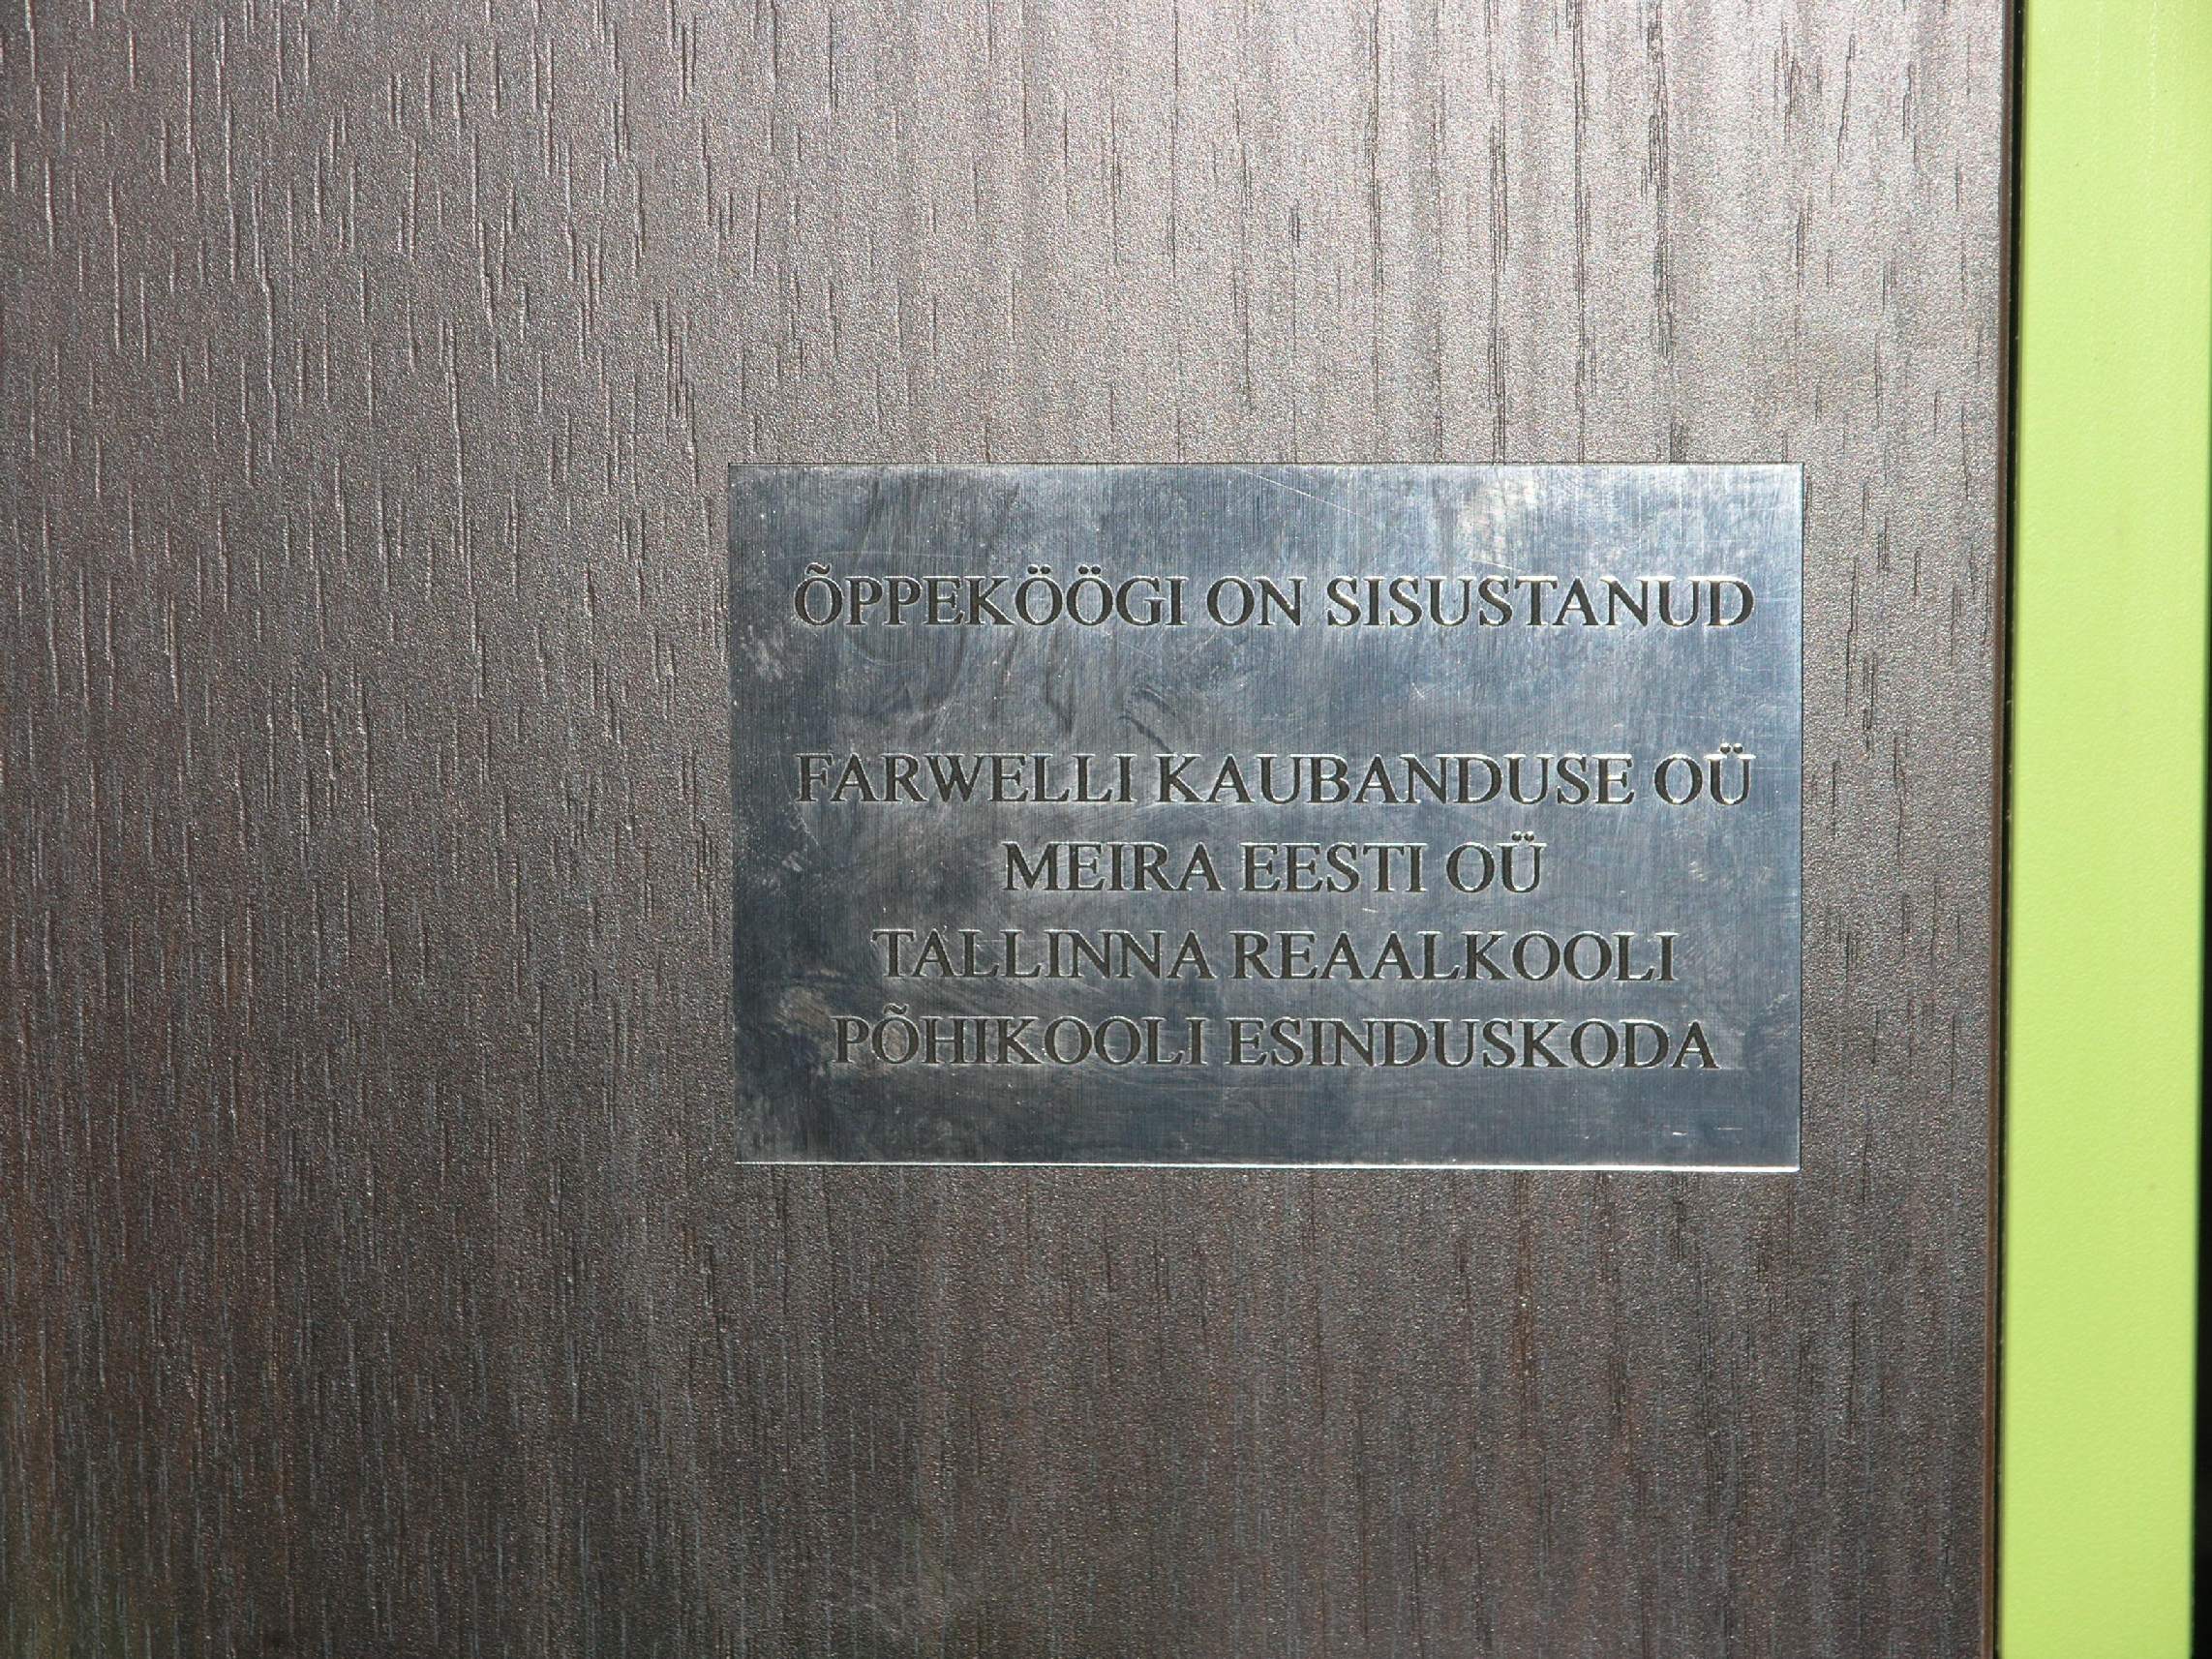 ÕPPEKÖÖGI ON SISUSTANUD
FARWELLI KAUBANDUSE OÜ
MEIRA EESTI OÜ
TALLINNA REAALKOOLI
PÕHIKOOLI ESINDUSKODA